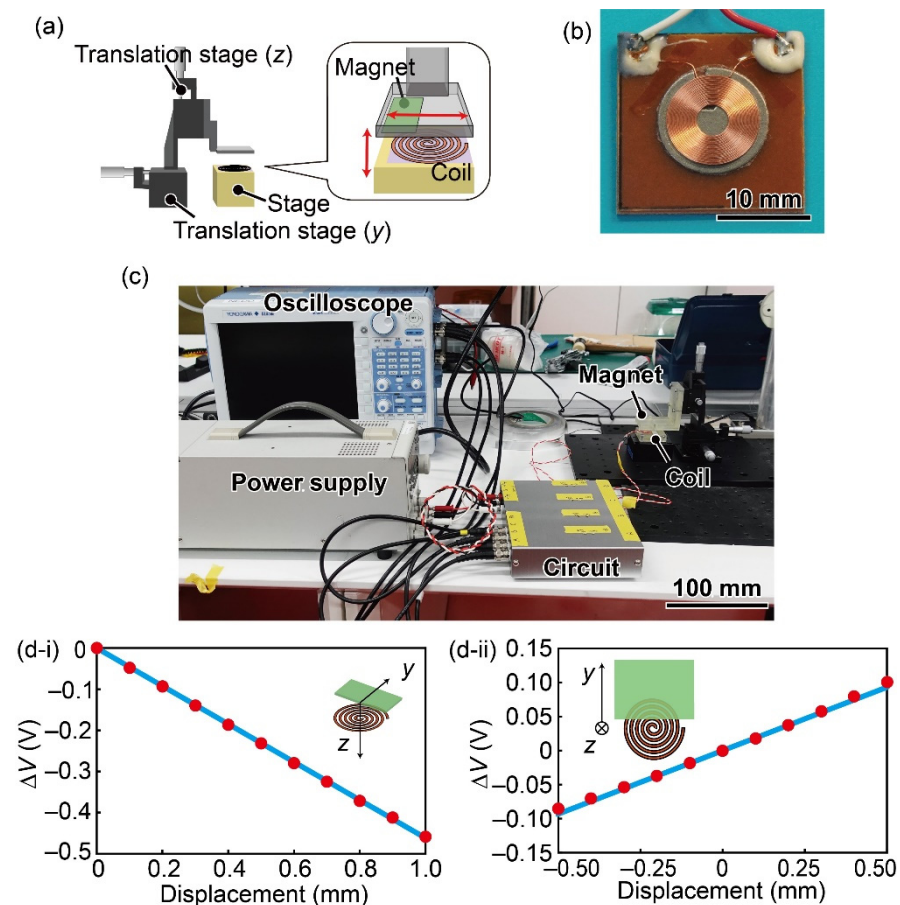 (a)
Translation stage (z)
Magnet
Coil
Stage
Translation stage (y)
(b)
10 mm
(c)
Oscilloscope
YOKOGAWA
Magnet
Coil
Power supply
Circuit
100 mm
(d-i)
0
–0.1
–0.2
–0.3
–0.4
–0.5
ΔV (V)
y
z
0 0.2 0.4 0.6 0.8 1.0
Displacement (mm)
(d-ii)
0.15
0.10
0.05
0
–0.05
–0.10
–0.15
ΔV (V)
y
z
–0.50 –0.25 0 0.25 0.50
Displacement (mm)